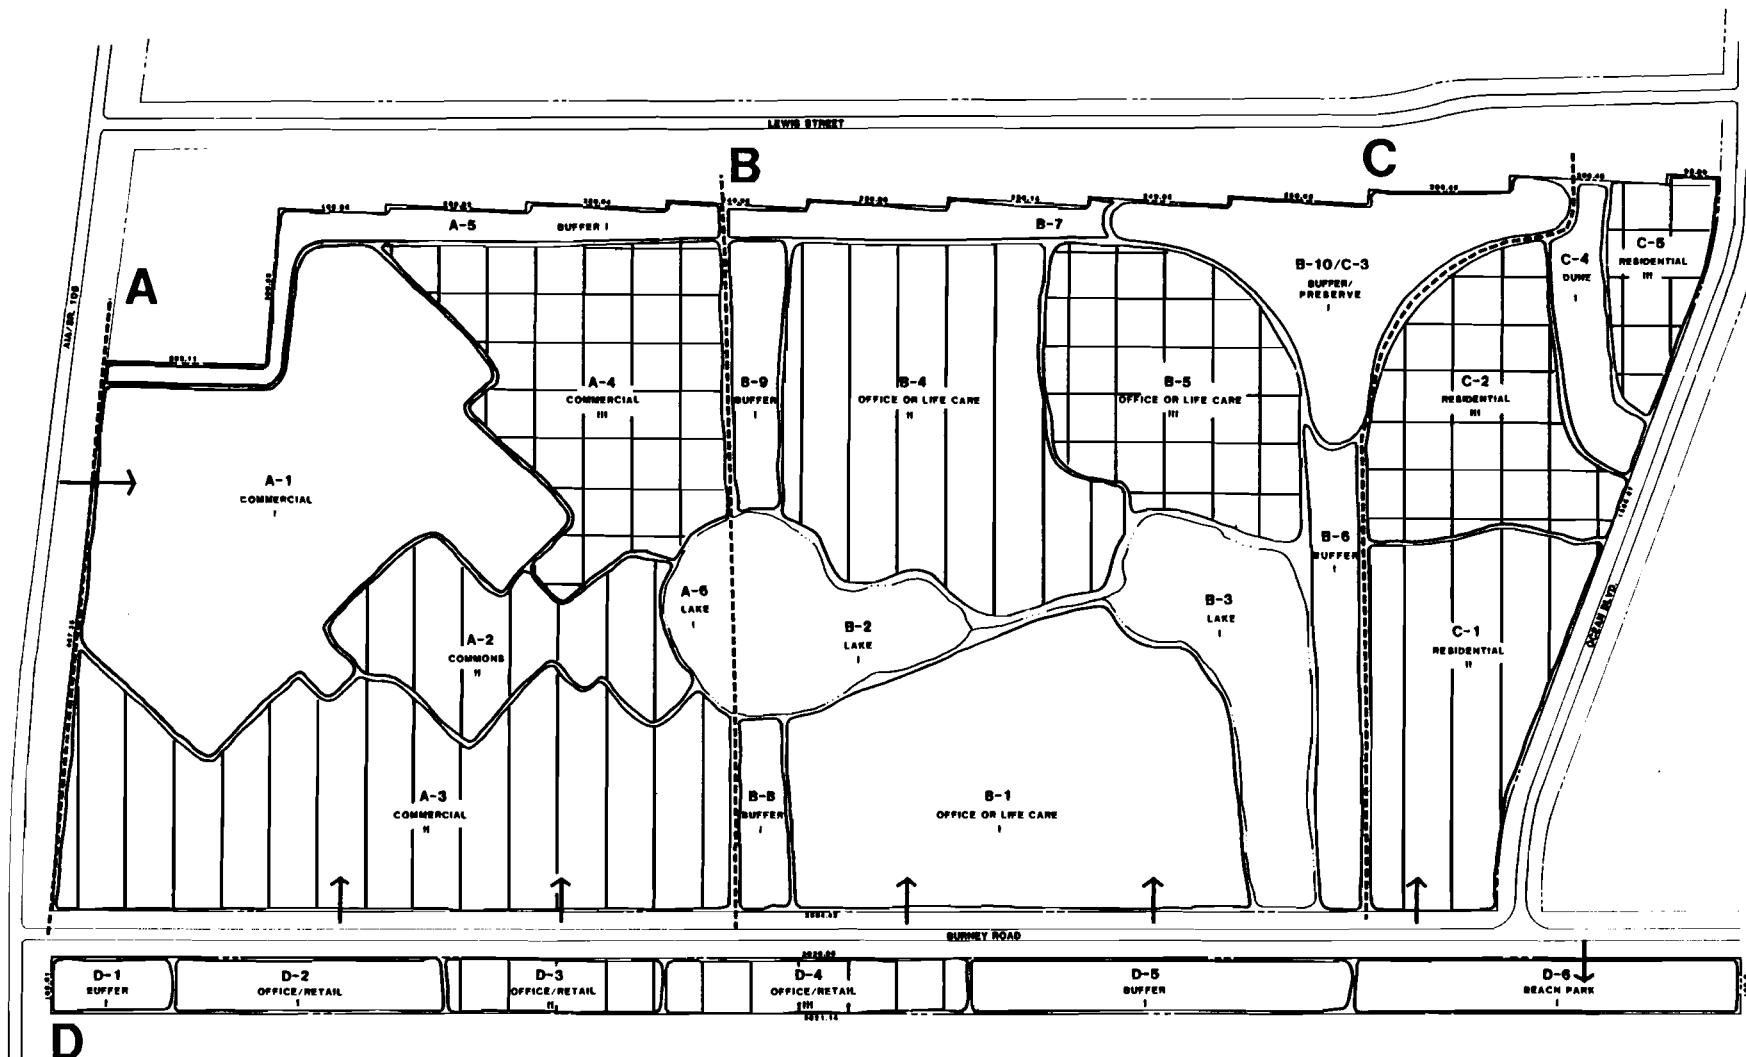 LEWIS STREET
B
C
A
A1A/SR. 105
A-5
BUFFER I
B-7
B-10/C-3
BUFFER/
PRESERVE
I
C-4
DUNE
I
C-5
RESIDENTIAL
III
A-4
COMMERCIAL
III
B-9
BUFFER
I
B-4
OFFICE OR LIFE CARE
II
B-5
OFFICE OR LIFE CARE
III
C-2
RESIDENTIAL
III
A-1
COMMERCIAL
I
B-6
BUFFER
I
A-6
LAKE
I
B-2
LAKE
I
B-3
LAKE
I
A-2
COMMONS
II
C-1
RESIDENTIAL
II
OCEAN BLVD.
A-3
COMMERCIAL
II
B-8
BUFFER
I
B-1
OFFICE OR LIFE CARE
I
BURNEY ROAD
D-1
BUFFER
I
D-2
OFFICE/RETAIL
I
D-3
OFFICE/RETAIL
II
D-4
OFFICE/RETAIL
III
D-5
BUFFER
I
D-6
BEACH PARK
I
D